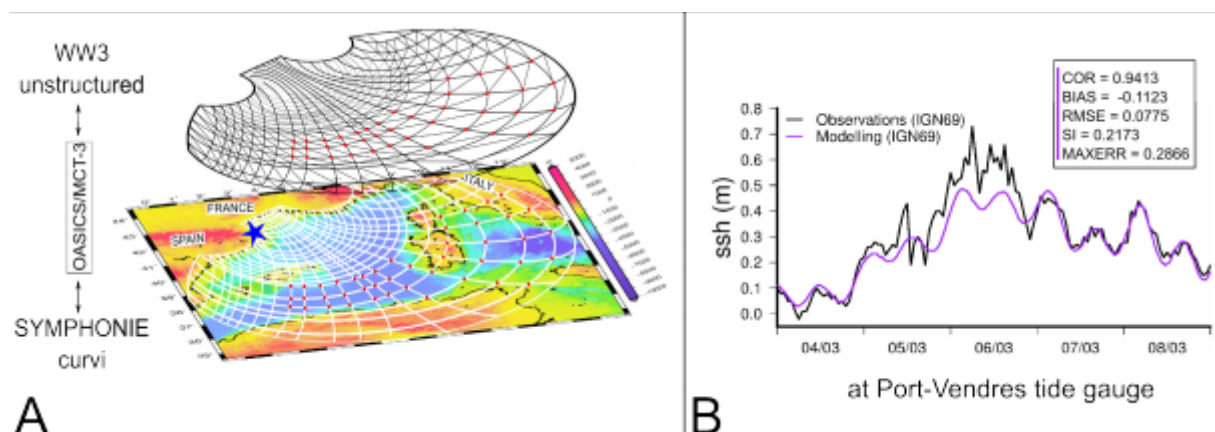 WW3
unstructured
OASICS/MCT-3
SYMPHONIE
curvi
FRANCE
ITALY
SPAIN
A
COR = 0.9413
BIAS = -0.1123
RMSE = 0.0775
SI = 0.2173
MAXERR = 0.2866
Observations (IGN69)
Modelling (IGN69)
ssh (m)
0.8
0.7
0.6
0.5
0.4
0.3
0.2
0.1
0.0
04/03 05/03 06/03 07/03 08/03
at Port-Vendres tide gauge
B